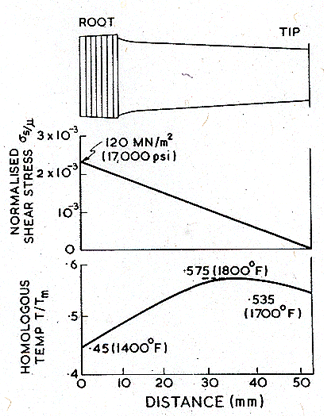 ROOT
TIP
NORMALISED
SHEAR STRESS σs/μ
3 x 10⁻³
2 x 10⁻³
10⁻³
0
120 MN/m²
(17,000 psi)
HOMOLOGOUS
TEMP T/Tm
.6
.5
.4
.575 (1800°F)
.535
(1700°F)
.45 (1400°F)
0 10 20 30 40 50
DISTANCE (mm)